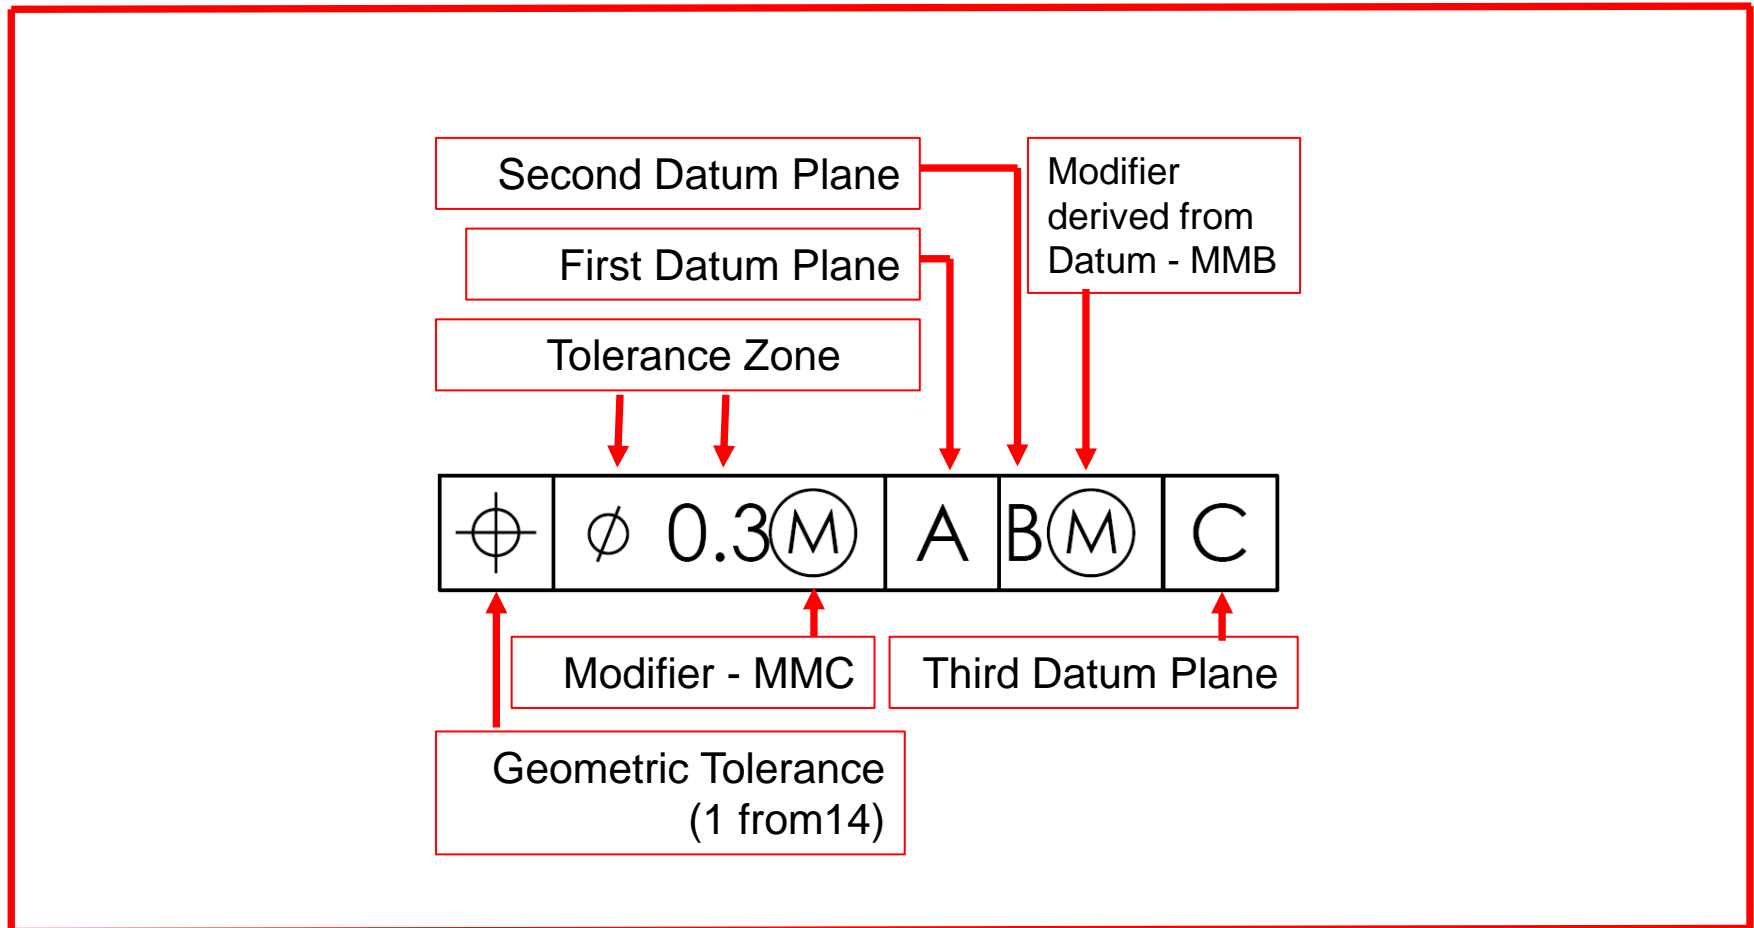 Second Datum Plane
Modifier
derived from
Datum - MMB
First Datum Plane
Tolerance Zone
⌖ ⌀ 0.3Ⓜ A BⓂ C
Modifier - MMC
Third Datum Plane
Geometric Tolerance
(1 from14)